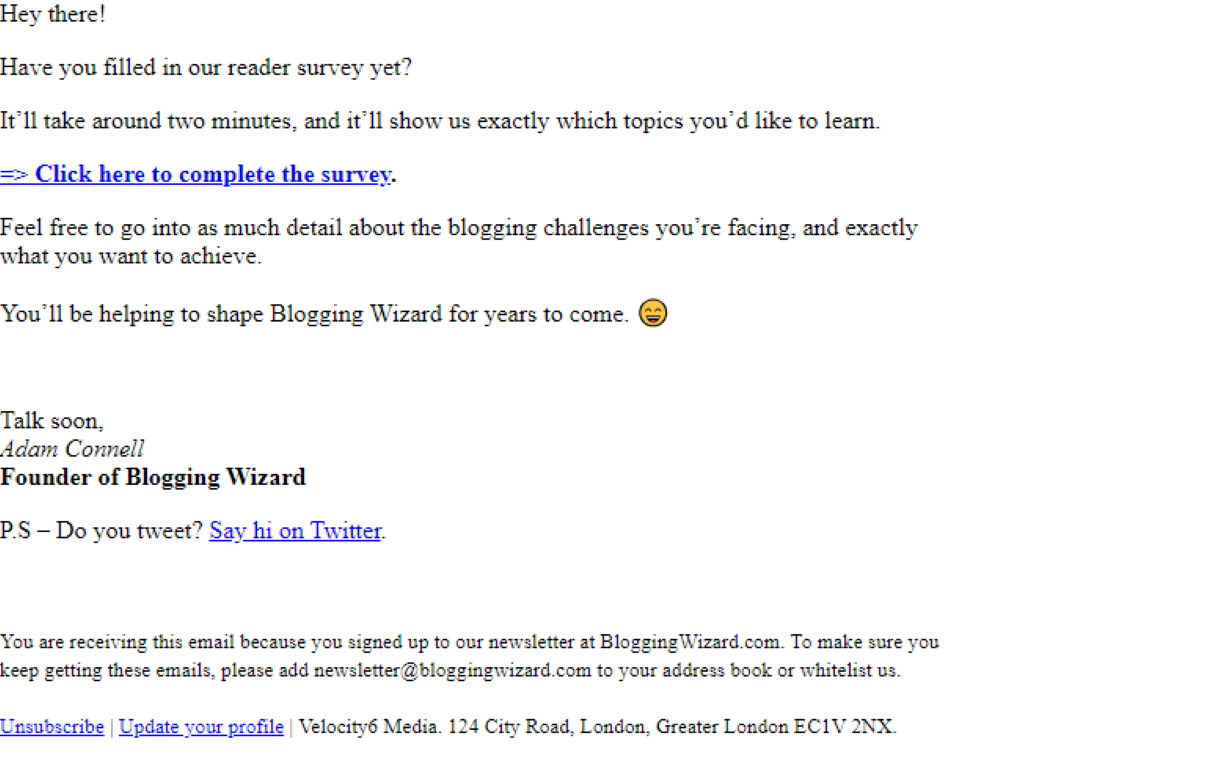 Hey there!
Have you filled in our reader survey yet?
It’ll take around two minutes, and it’ll show us exactly which topics you’d like to learn.
=> Click here to complete the survey.
Feel free to go into as much detail about the blogging challenges you’re facing, and exactly
what you want to achieve.
You’ll be helping to shape Blogging Wizard for years to come. 😄
Talk soon,
Adam Connell
Founder of Blogging Wizard
P.S – Do you tweet? Say hi on Twitter.
You are receiving this email because you signed up to our newsletter at BloggingWizard.com. To make sure you
keep getting these emails, please add newsletter@bloggingwizard.com to your address book or whitelist us.
Unsubscribe | Update your profile | Velocity6 Media. 124 City Road, London, Greater London EC1V 2NX.